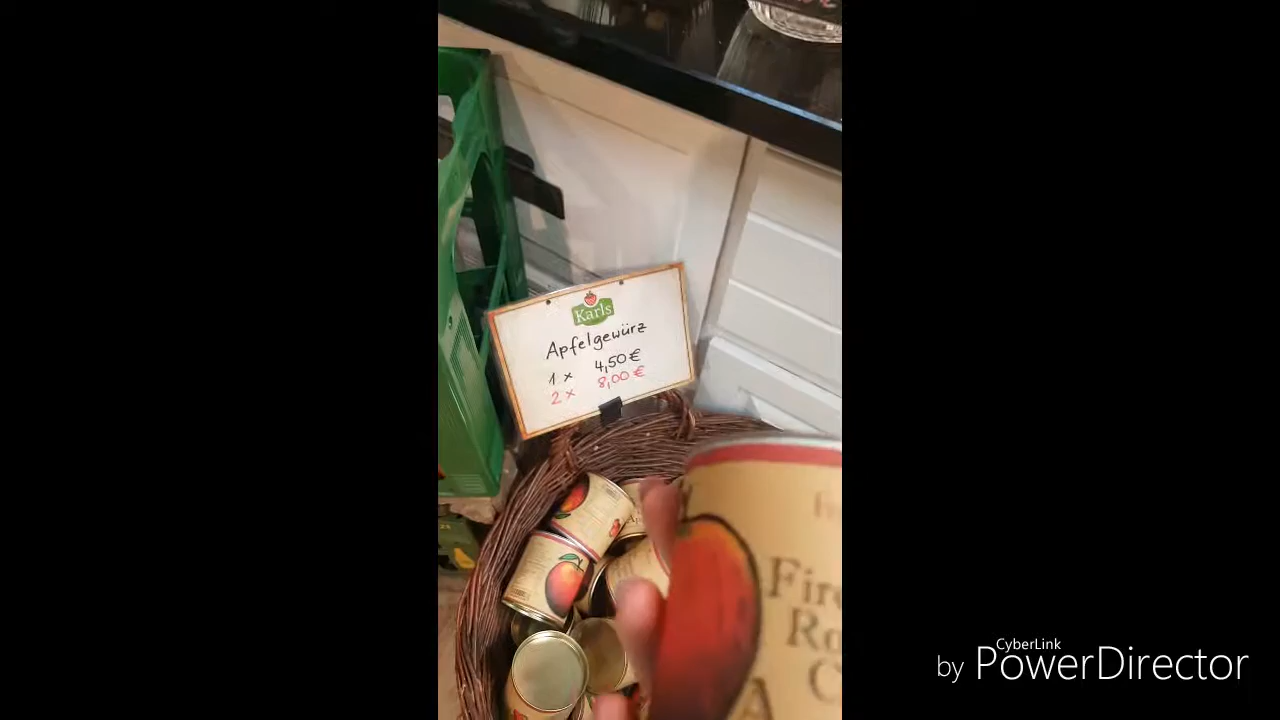 Karls
Apfelgewürz
1 x 4,50 €
2 x 8,00 €
CyberLink
by PowerDirector